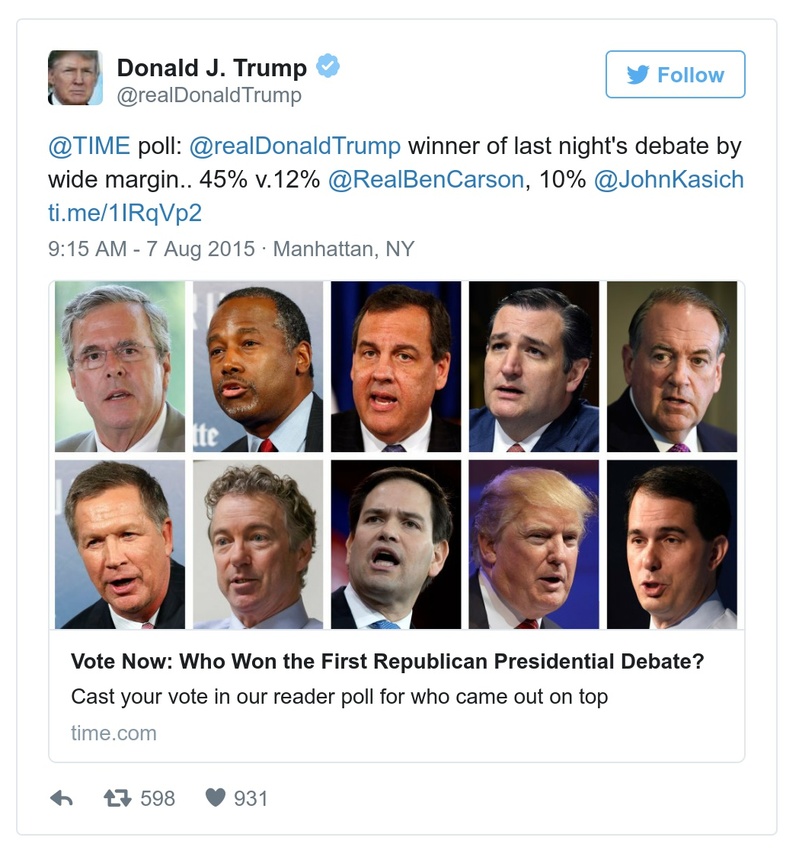 Donald J. Trump
@realDonaldTrump
Follow
@TIME poll: @realDonaldTrump winner of last night's debate by
wide margin.. 45% v.12% @RealBenCarson, 10% @JohnKasich
ti.me/1IRqVp2
9:15 AM - 7 Aug 2015 · Manhattan, NY
tte
Vote Now: Who Won the First Republican Presidential Debate?
Cast your vote in our reader poll for who came out on top
time.com
598 931